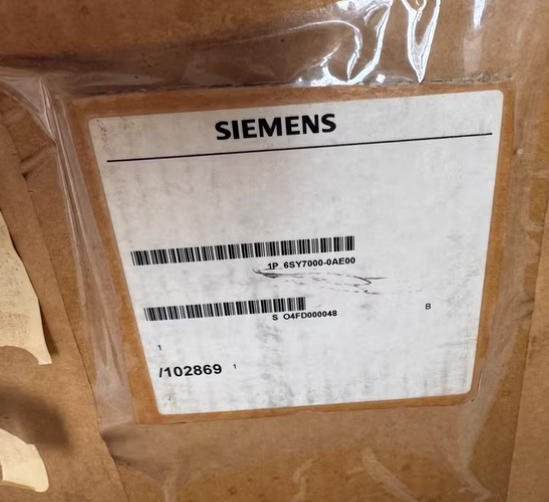 SIEMENS
1P 6SY7000-0AE00
S O4FD000048 B
1
/102869 1